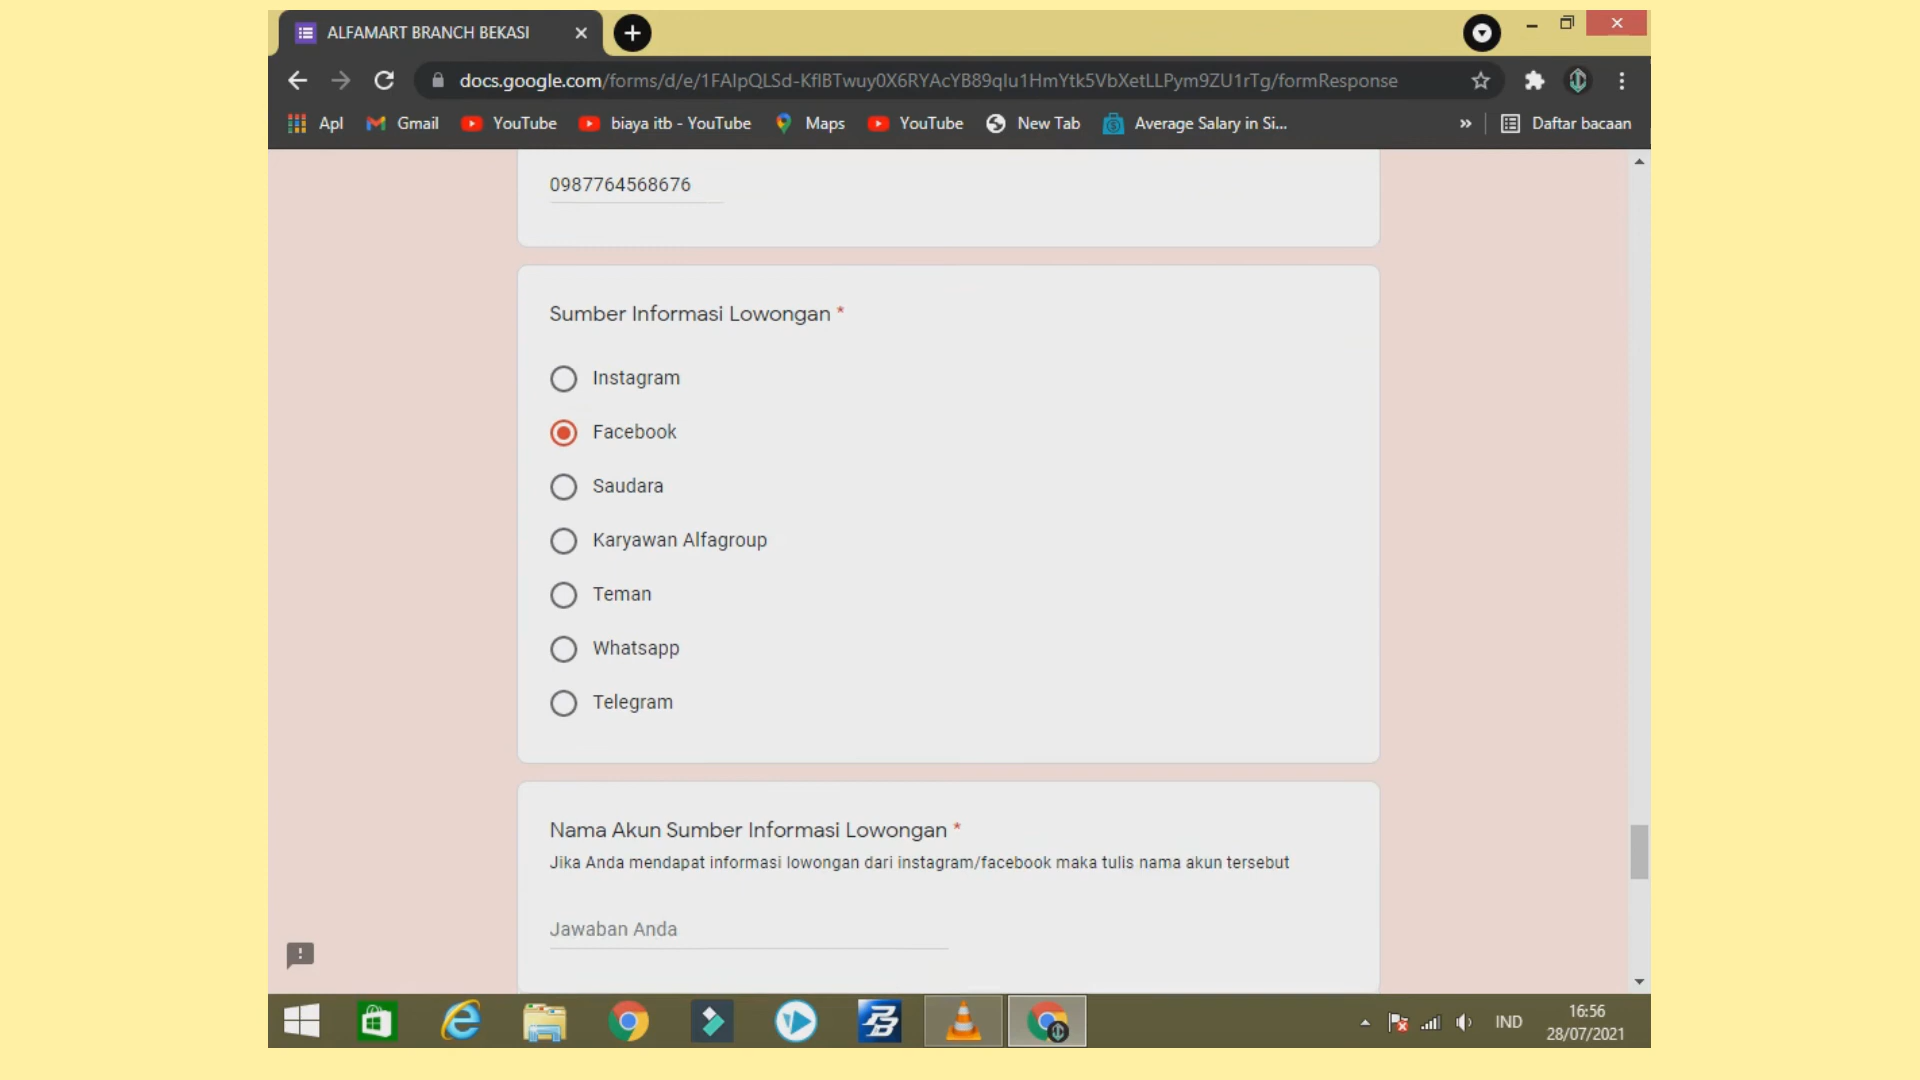 ALFAMART BRANCH BEKASI
docs.google.com/forms/d/e/1FAIpQLSd-KflBTwuy0X6RYAcYB89qlu1HmYtk5VbXetLLPym9ZU1rTg/formResponse
Apl Gmail YouTube biaya itb - YouTube Maps YouTube New Tab Average Salary in Si... » Daftar bacaan
0987764568676
Sumber Informasi Lowongan *
Instagram
Facebook
Saudara
Karyawan Alfagroup
Teman
Whatsapp
Telegram
Nama Akun Sumber Informasi Lowongan *
Jika Anda mendapat informasi lowongan dari instagram/facebook maka tulis nama akun tersebut
Jawaban Anda
IND
16:56
28/07/2021